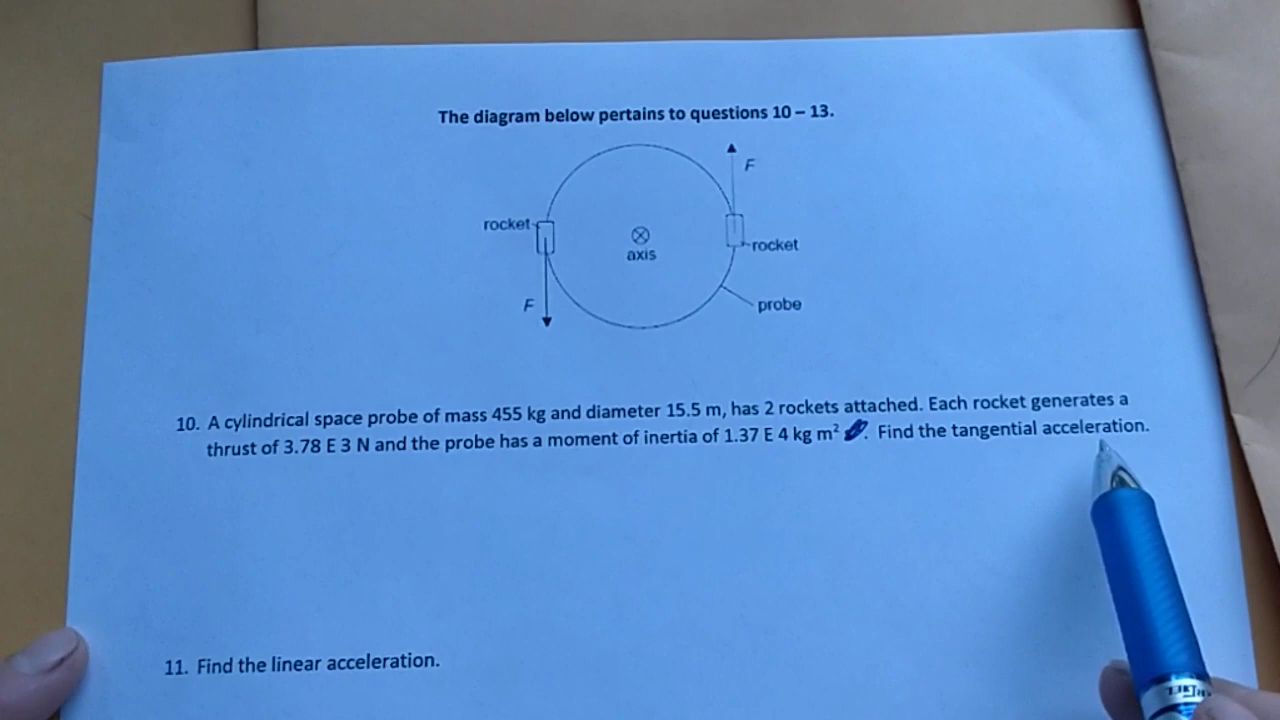 The diagram below pertains to questions 10 – 13.
F
rocket
axis
rocket
F
probe
10. A cylindrical space probe of mass 455 kg and diameter 15.5 m, has 2 rockets attached. Each rocket generates a
thrust of 3.78 E 3 N and the probe has a moment of inertia of 1.37 E 4 kg m² . Find the tangential acceleration.
11. Find the linear acceleration.